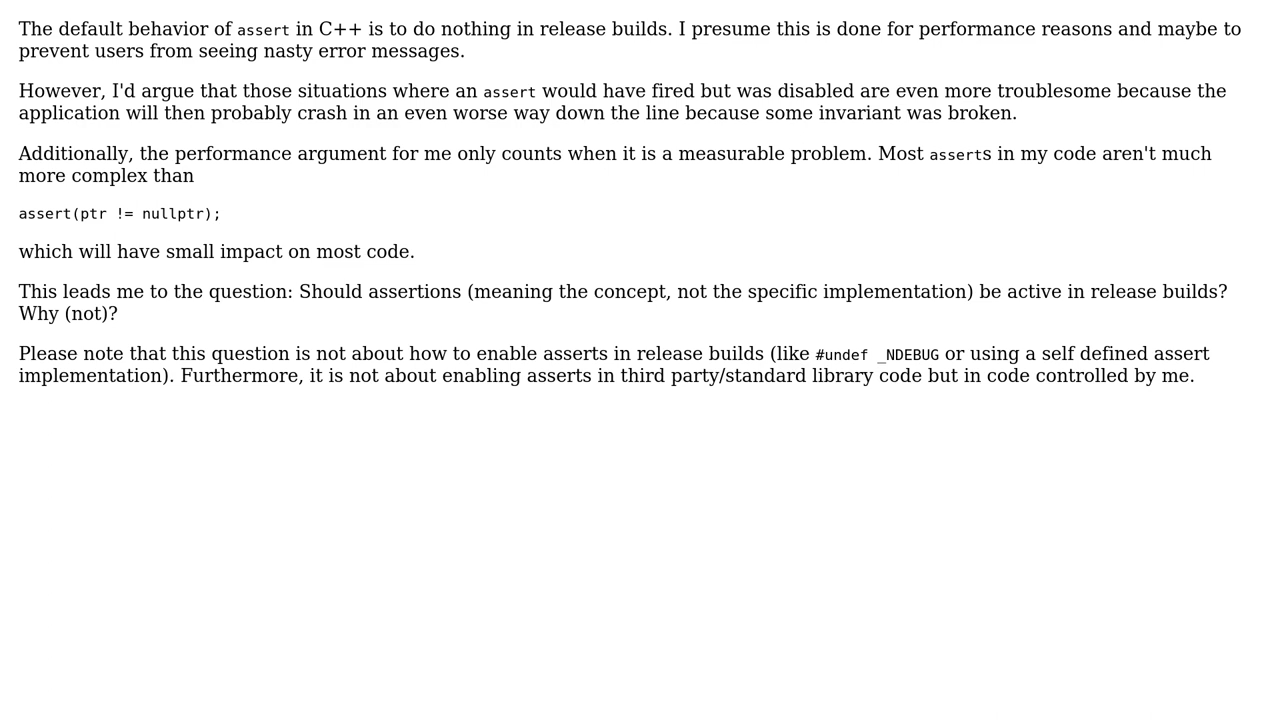 The default behavior of assert in C++ is to do nothing in release builds. I presume this is done for performance reasons and maybe to
prevent users from seeing nasty error messages.
However, I'd argue that those situations where an assert would have fired but was disabled are even more troublesome because the
application will then probably crash in an even worse way down the line because some invariant was broken.
Additionally, the performance argument for me only counts when it is a measurable problem. Most asserts in my code aren't much
more complex than
assert(ptr != nullptr);
which will have small impact on most code.
This leads me to the question: Should assertions (meaning the concept, not the specific implementation) be active in release builds?
Why (not)?
Please note that this question is not about how to enable asserts in release builds (like #undef _NDEBUG or using a self defined assert
implementation). Furthermore, it is not about enabling asserts in third party/standard library code but in code controlled by me.